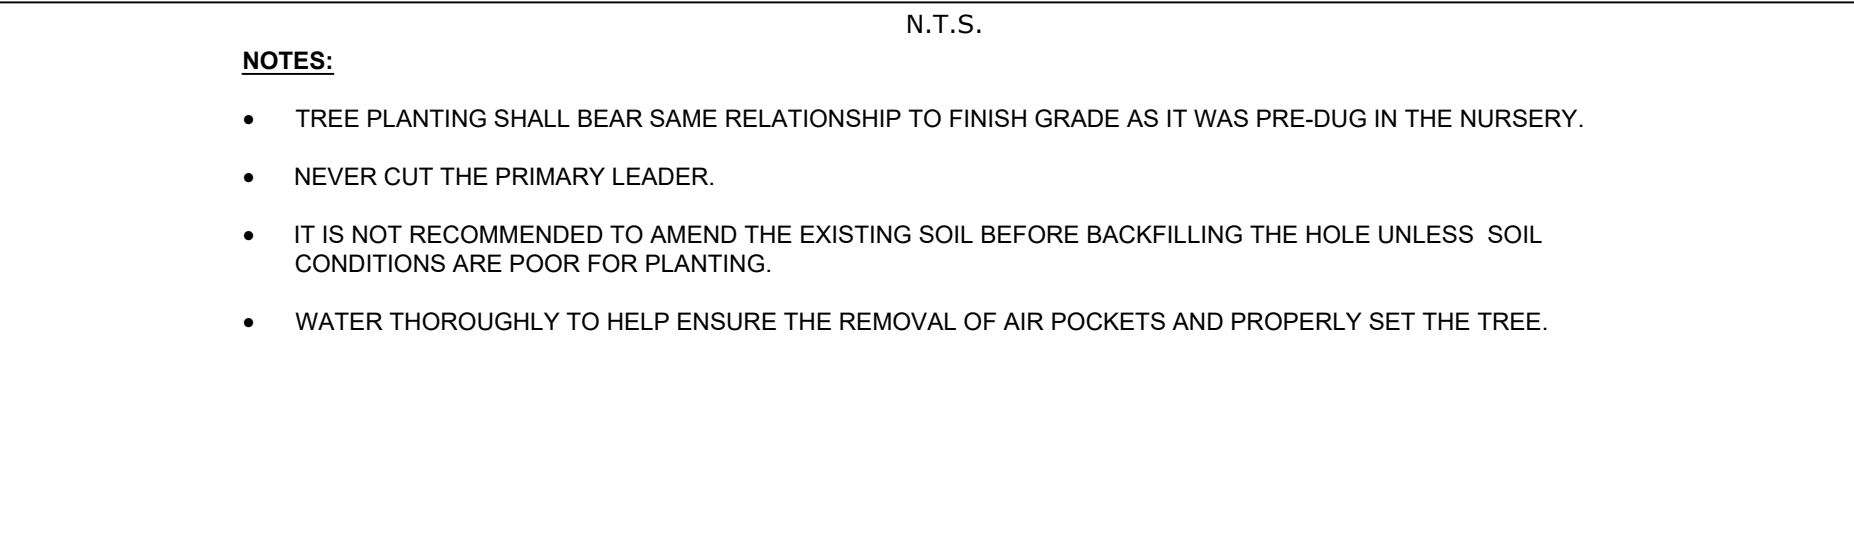 N.T.S.
NOTES:
• TREE PLANTING SHALL BEAR SAME RELATIONSHIP TO FINISH GRADE AS IT WAS PRE-DUG IN THE NURSERY.
• NEVER CUT THE PRIMARY LEADER.
• IT IS NOT RECOMMENDED TO AMEND THE EXISTING SOIL BEFORE BACKFILLING THE HOLE UNLESS  SOIL
CONDITIONS ARE POOR FOR PLANTING.
• WATER THOROUGHLY TO HELP ENSURE THE REMOVAL OF AIR POCKETS AND PROPERLY SET THE TREE.